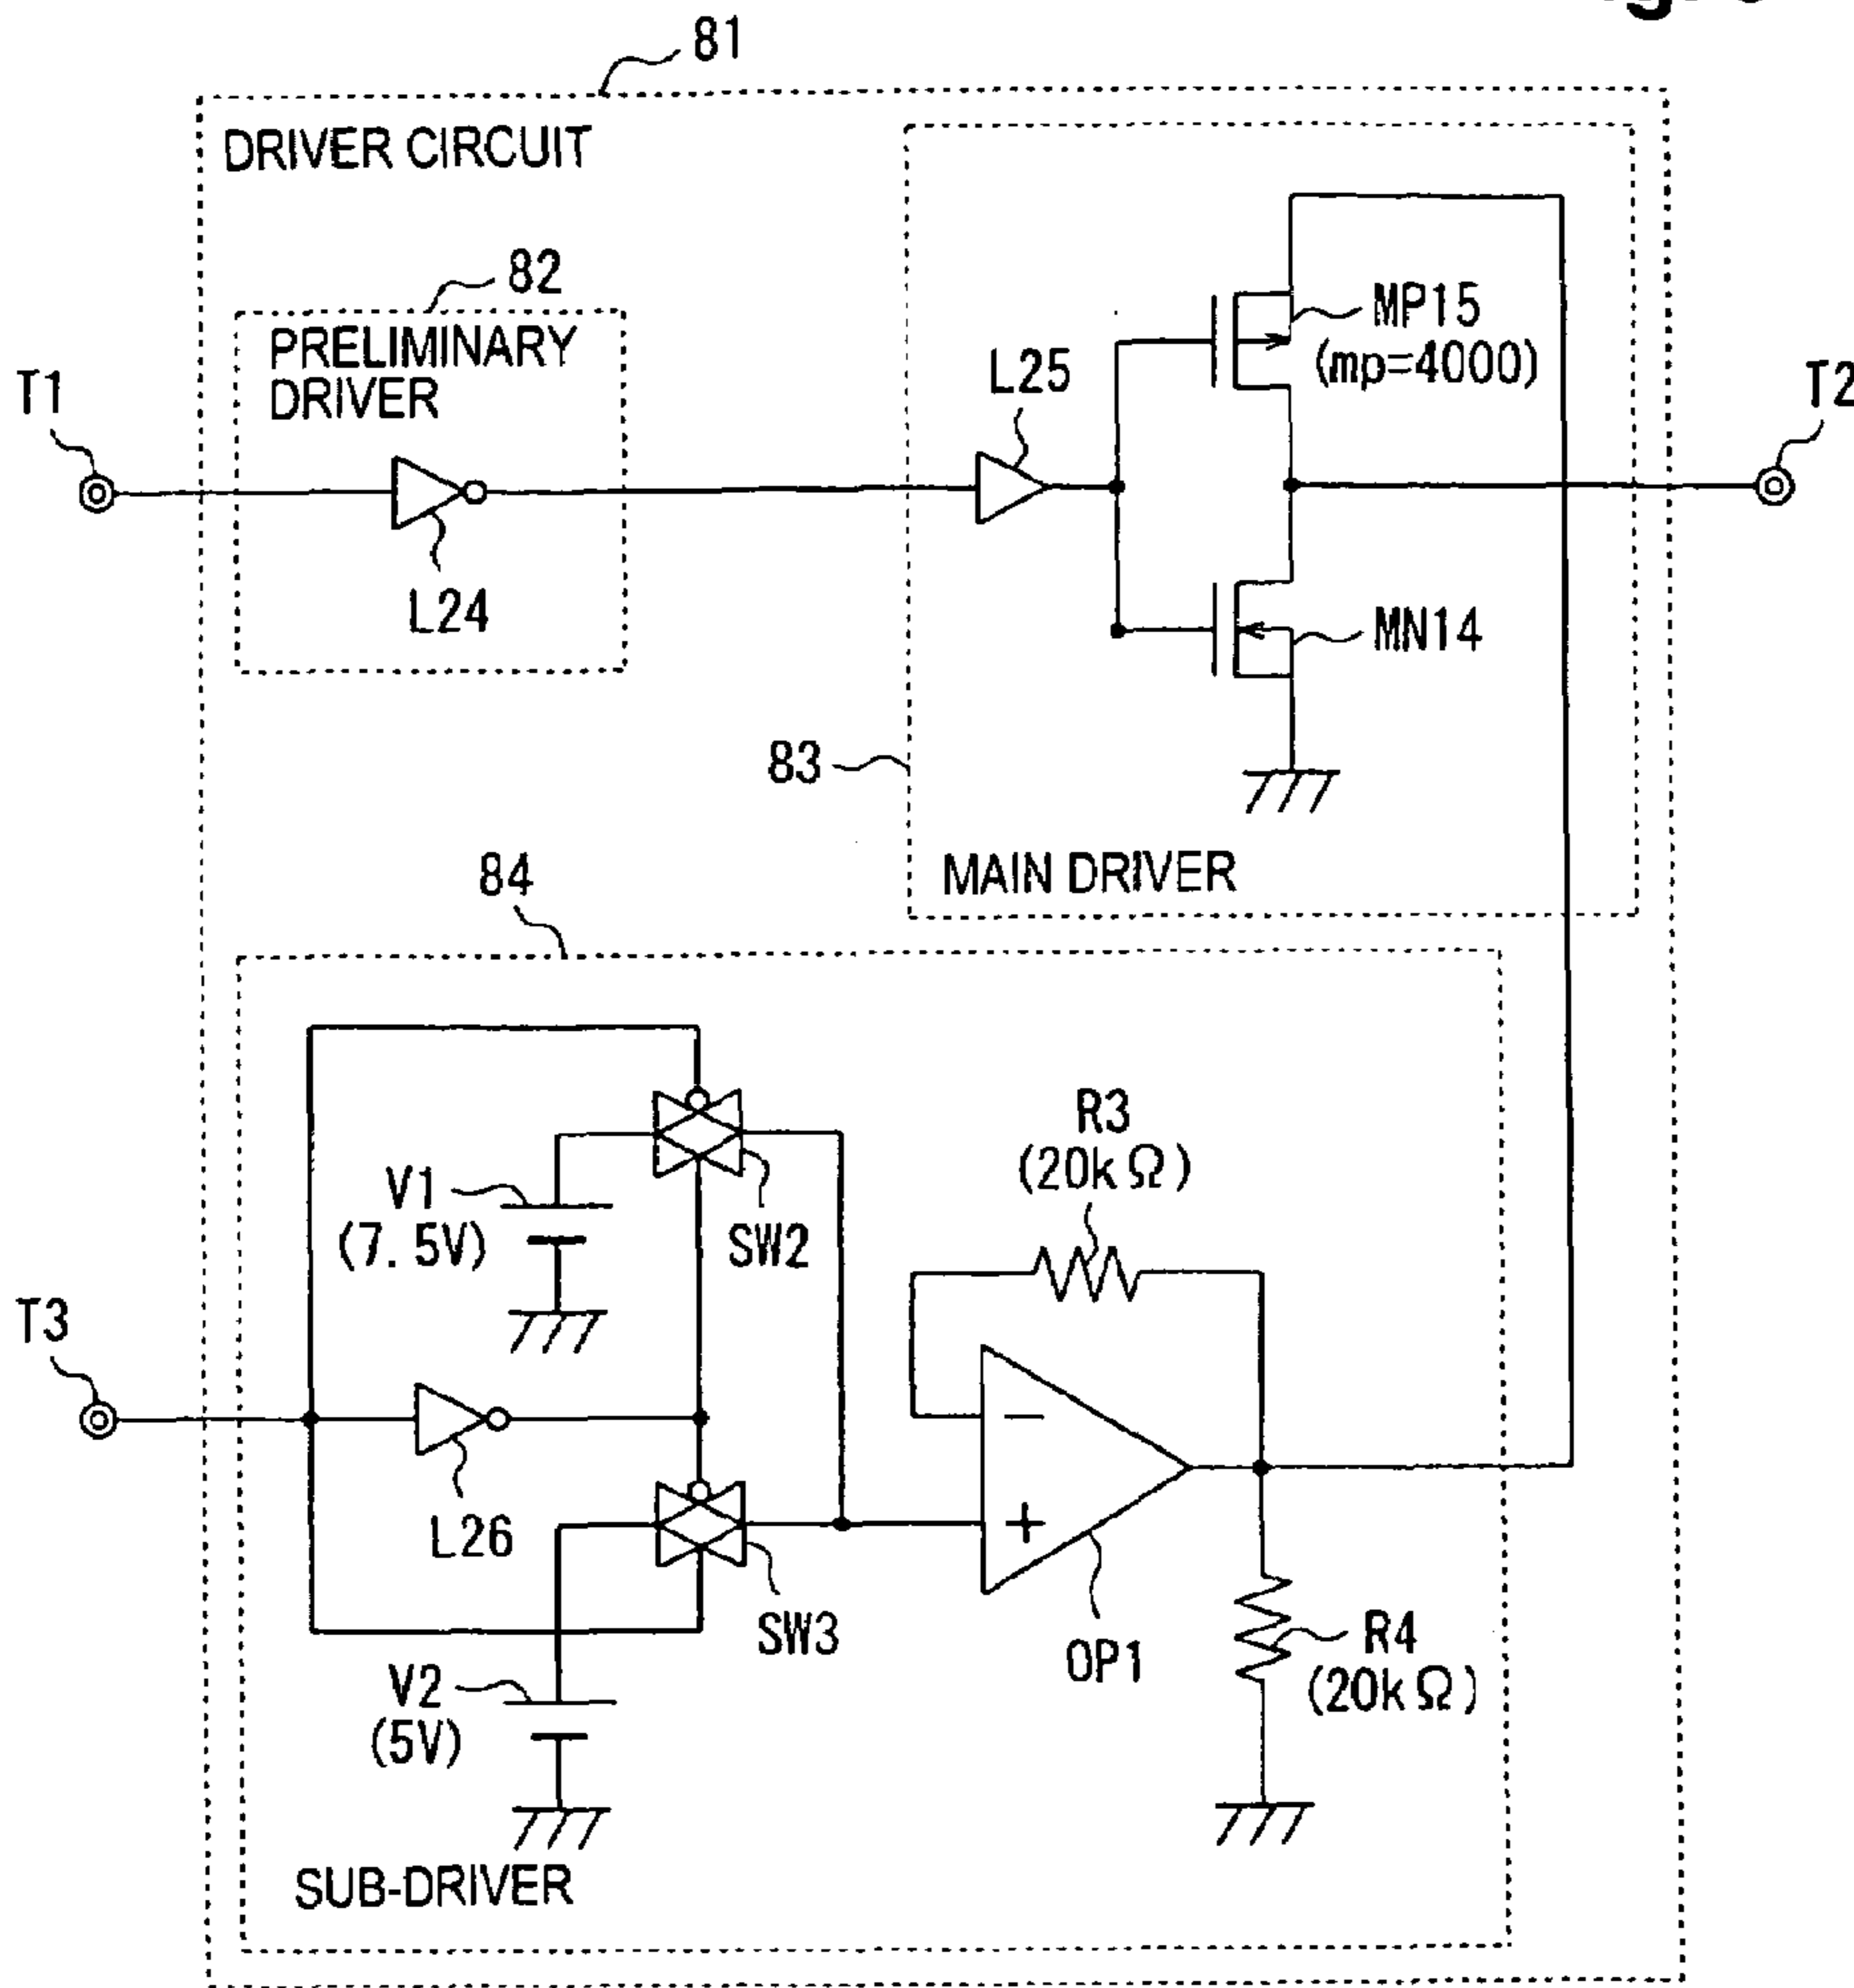 81
DRIVER CIRCUIT
82
PRELIMINARY
DRIVER
T1
L24
L25
MP15
(mp=4000)
T2
MN14
83
MAIN DRIVER
84
V1
(7.5V)
SW2
R3
(20kΩ)
T3
L26
−
+
SW3
OP1
R4
(20kΩ)
V2
(5V)
SUB-DRIVER